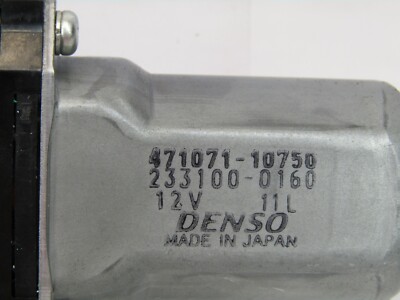 471071-10750
233100-0160
12V 11L
DENSO
MADE IN JAPAN